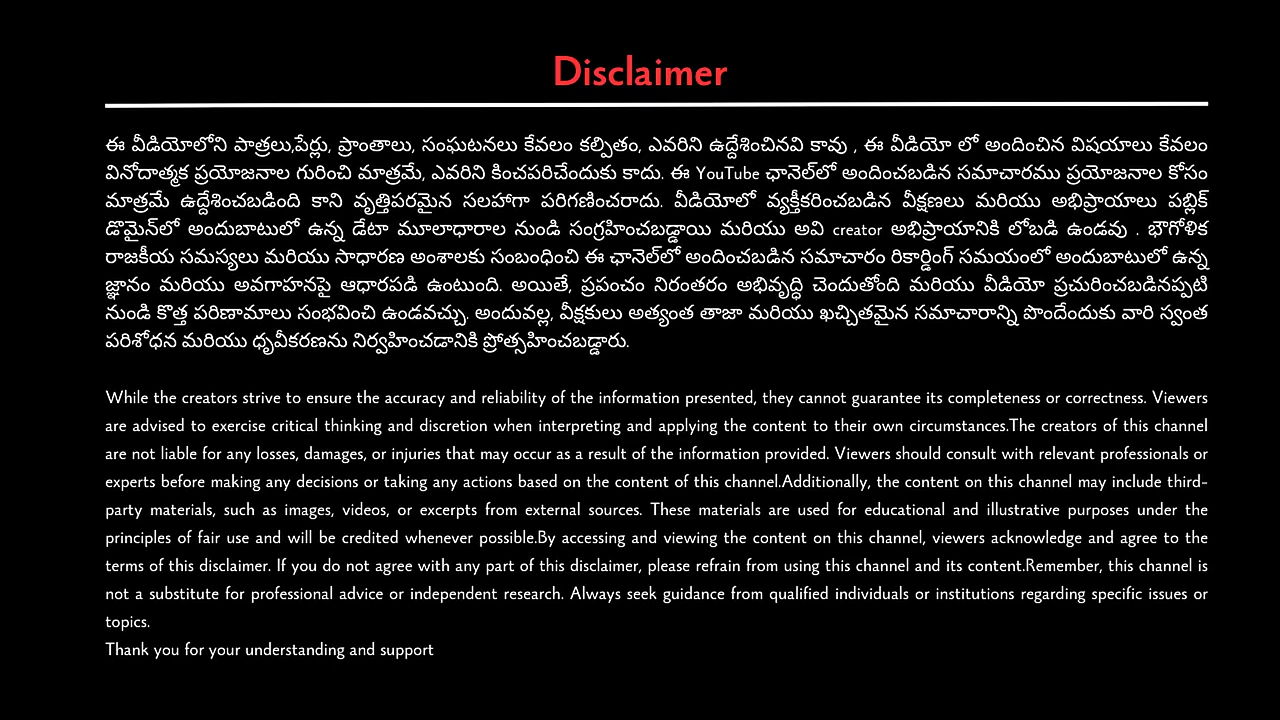 Disclaimer
ఈ వీడియోలోని పాత్రలు,పేర్లు, ప్రాంతాలు, సంఘటనలు కేవలం కల్పితం, ఎవరిని ఉద్దేశించినవి కావు , ఈ వీడియో లో అందించిన విషయాలు కేవలం
వినోదాత్మక ప్రయోజనాల గురించి మాత్రమే, ఎవరిని కించపరిచేందుకు కాదు. ఈ YouTube ఛానెల్‌లో అందించబడిన సమాచారము ప్రయోజనాల కోసం
మాత్రమే ఉద్దేశించబడింది కాని వృత్తిపరమైన సలహాగా పరిగణించరాదు. వీడియోలో వ్యక్తీకరించబడిన వీక్షణలు మరియు అభిప్రాయాలు పబ్లిక్
డొమైన్‌లో అందుబాటులో ఉన్న డేటా మూలాధారాల నుండి సంగ్రహించబడ్డాయి మరియు అవి creator అభిప్రాయానికి లోబడి ఉండవు . భౌగోళిక
రాజకీయ సమస్యలు మరియు సాధారణ అంశాలకు సంబంధించి ఈ ఛానెల్‌లో అందించబడిన సమాచారం రికార్డింగ్ సమయంలో అందుబాటులో ఉన్న
జ్ఞానం మరియు అవగాహనపై ఆధారపడి ఉంటుంది. అయితే, ప్రపంచం నిరంతరం అభివృద్ధి చెందుతోంది మరియు వీడియో ప్రచురించబడినప్పటి
నుండి కొత్త పరిణామాలు సంభవించి ఉండవచ్చు. అందువల్ల, వీక్షకులు అత్యంత తాజా మరియు ఖచ్చితమైన సమాచారాన్ని పొందేందుకు వారి స్వంత
పరిశోధన మరియు ధృవీకరణను నిర్వహించడానికి ప్రోత్సహించబడ్డారు.
While the creators strive to ensure the accuracy and reliability of the information presented, they cannot guarantee its completeness or correctness. Viewers
are advised to exercise critical thinking and discretion when interpreting and applying the content to their own circumstances.The creators of this channel
are not liable for any losses, damages, or injuries that may occur as a result of the information provided. Viewers should consult with relevant professionals or
experts before making any decisions or taking any actions based on the content of this channel.Additionally, the content on this channel may include third-
party materials, such as images, videos, or excerpts from external sources. These materials are used for educational and illustrative purposes under the
principles of fair use and will be credited whenever possible.By accessing and viewing the content on this channel, viewers acknowledge and agree to the
terms of this disclaimer. If you do not agree with any part of this disclaimer, please refrain from using this channel and its content.Remember, this channel is
not a substitute for professional advice or independent research. Always seek guidance from qualified individuals or institutions regarding specific issues or
topics.
Thank you for your understanding and support